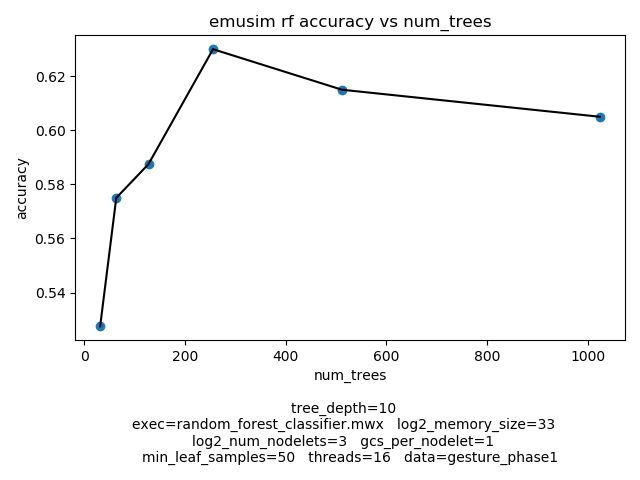 emusim rf accuracy vs num_trees
0.62
0.60
0.58
0.56
0.54
accuracy
0 200 400 600 800 1000
num_trees
tree_depth=10
exec=random_forest_classifier.mwx log2_memory_size=33
log2_num_nodelets=3 gcs_per_nodelet=1
min_leaf_samples=50 threads=16 data=gesture_phase1